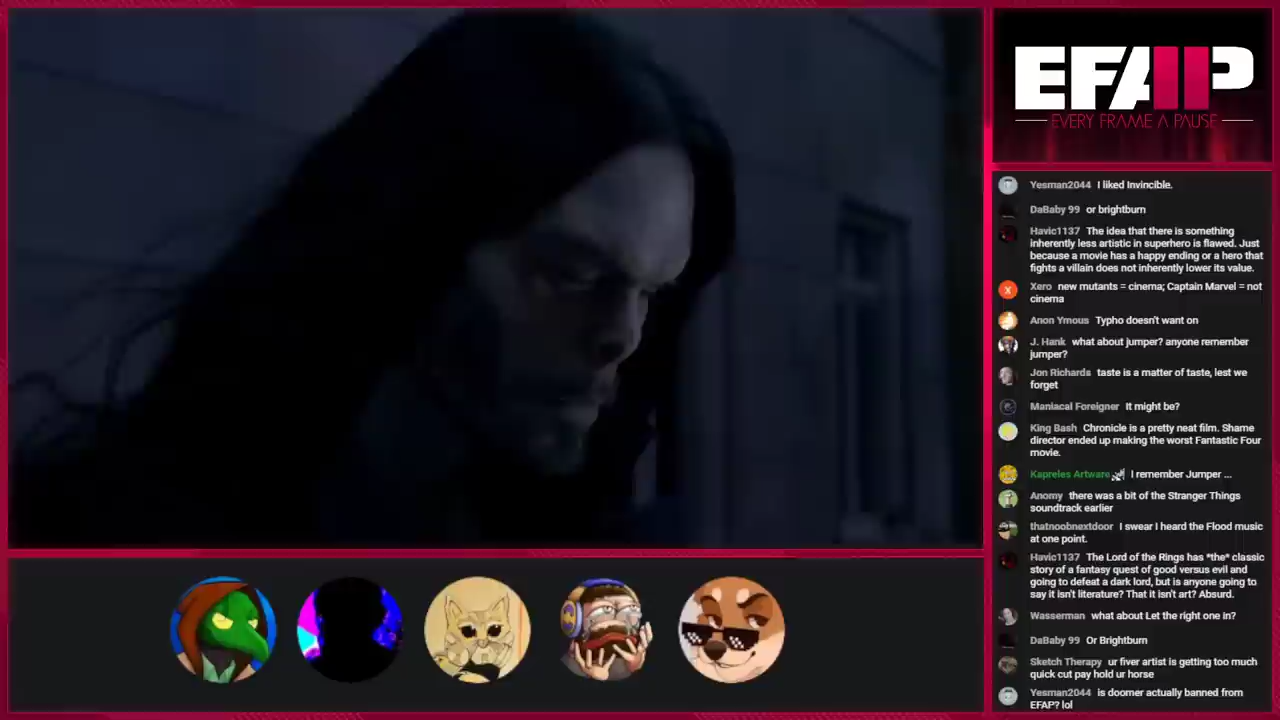 EFAP
EVERY FRAME A PAUSE
Yesman2044 I liked Invincible.
DaBaby 99 or brightburn
Havic1137 The idea that there is something
inherently less artistic in superhero is flawed. Just
because a movie has a happy ending or a hero that
fights a villain does not inherently lower its value.
X
Xero new mutants = cinema; Captain Marvel = not
cinema
Anon Ymous Typho doesn't want on
J. Hank what about jumper? anyone remember
jumper?
Jon Richards taste is a matter of taste, lest we
forget
Maniacal Foreigner It might be?
King Bash Chronicle is a pretty neat film. Shame
director ended up making the worst Fantastic Four
movie.
Kapreles Artware I remember Jumper ...
Anomy there was a bit of the Stranger Things
soundtrack earlier
thatnoobnextdoor I swear I heard the Flood music
at one point.
Havic1137 The Lord of the Rings has *the* classic
story of a fantasy quest of good versus evil and
going to defeat a dark lord, but is anyone going to
say it isn't literature? That it isn't art? Absurd.
Wasserman what about Let the right one in?
DaBaby 99 Or Brightburn
Sketch Therapy ur fiver artist is getting too much
quick cut pay hold ur horse
Yesman2044 is doomer actually banned from
EFAP? lol